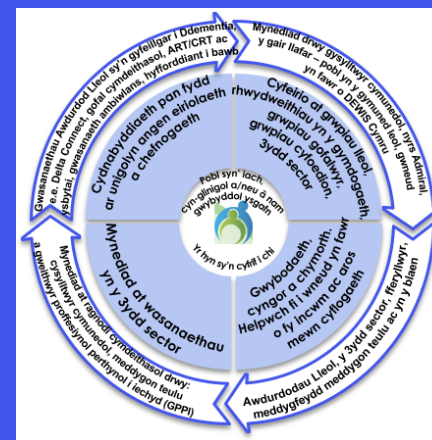 Gwasanaethau Awdurdod Lleol sy'n gyfeillgar i Ddementia,
e.e. Delta Connect, gofal cymdeithasol, ART/CRT ac
ysbytai, gwasanaeth ambiwlans, hyfforddiant i bawb
Mynediad drwy gysylltwyr cymunedol, nyrs Admiral,
y gair llafar – pobl yn y gymuned leol, gwneud
yn fawr o DEWIS Cymru
Cydnabyddiaeth pan fydd
ar unigolyn angen eiriolaeth
a chefnogaeth
Cyfeirio at grwpiau lleol,
rhwydweithiau yn y gymdogaeth,
grwpiau gofalwyr,
grwpiau cyfoedion,
3ydd sector
Pobl syn' iach,
cyn-glinigol a/neu â nam
gwybyddol ysgafn
Yr hyn sy'n cyfrif i chi
Mynediad at wasanaethau
yn y 3ydd sector
Gwybodaeth,
cyngor a chymorth.
Helpwch fi i wneud yn fawr
o fy incwm ac aros
mewn cyflogaeth
Mynediad at ragnodi cymdeithasol drwy:
cysylltwyr cymunedol, meddygon teulu
a gweithwyr proffesiynol perthynol i iechyd (GPPI)
Awdurdodau Lleol, y 3ydd sector, fferyllfwyr,
meddygfeydd meddygon teulu ac yn y blaen